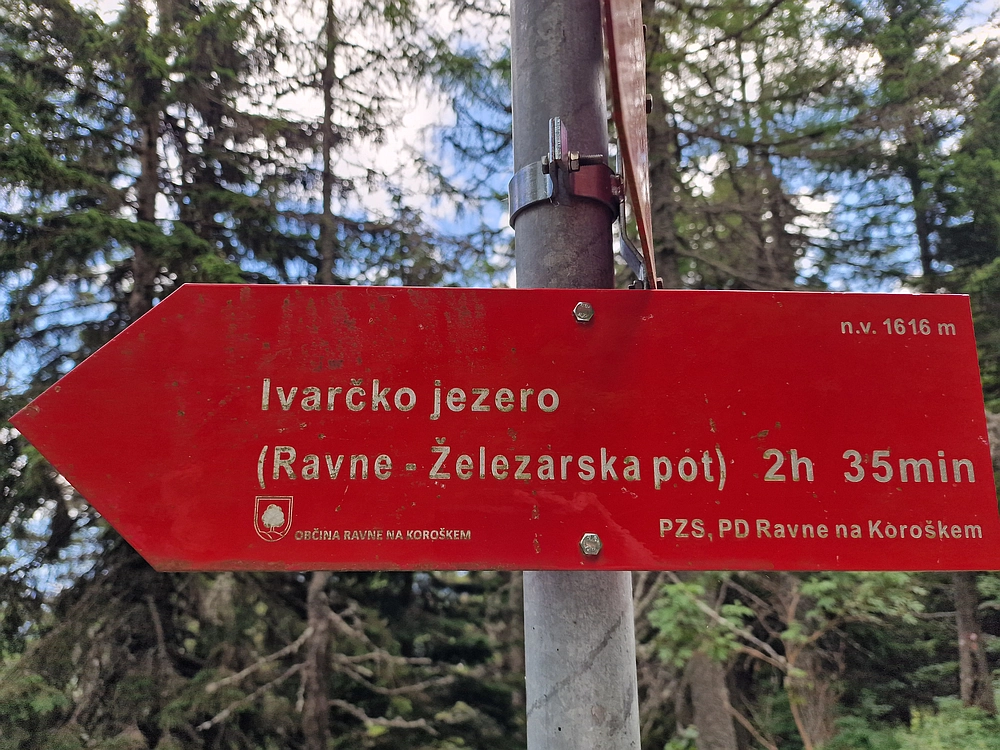 n.v. 1616 m
Ivarčko jezero
(Ravne - Železarska pot) 2h 35min
OBČINA RAVNE NA KOROŠKEM
PZS, PD Ravne na Koroškem